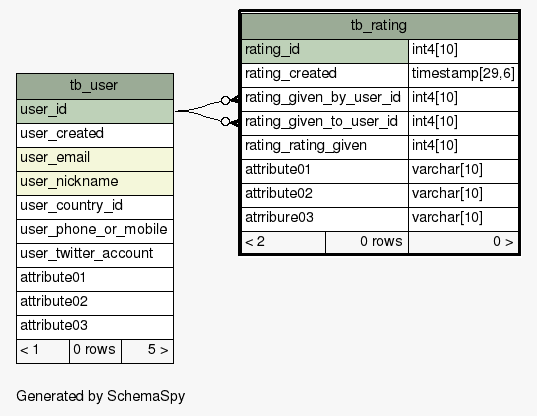 tb_rating
rating_id int4[10]
rating_created timestamp[29,6]
rating_given_by_user_id int4[10]
rating_given_to_user_id int4[10]
rating_rating_given int4[10]
attribute01 varchar[10]
attribute02 varchar[10]
atrribure03 varchar[10]
< 2 0 rows 0 >
tb_user
user_id
user_created
user_email
user_nickname
user_country_id
user_phone_or_mobile
user_twitter_account
attribute01
attribute02
attribute03
< 1 0 rows 5 >
Generated by SchemaSpy